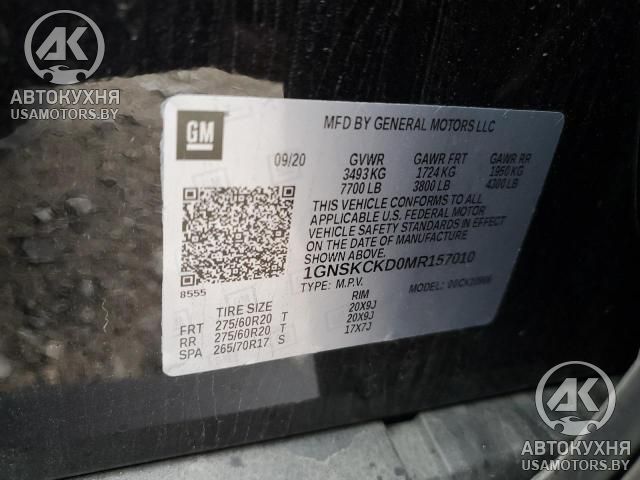 AK
АВТОКУХНЯ
USAMOTORS.BY
GM
MFD BY GENERAL MOTORS LLC
09/20 GVWR GAWR FRT GAWR RR
3493 KG 1724 KG 1950 KG
7700 LB 3800 LB 4300 LB
THIS VEHICLE CONFORMS TO ALL
APPLICABLE U.S. FEDERAL MOTOR
VEHICLE SAFETY STANDARDS IN
EFFECT ON THE DATE OF MANUFACTURE
SHOWN ABOVE.
1GNSKCKD0MR157010
TYPE: M.P.V. MODEL:
8555
TIRE SIZE RIM
FRT 275/60R20 T 20X9J
RR 275/60R20 T 20X9J
SPA 265/70R17 S 17X7J
AK
АВТОКУХНЯ
USAMOTORS.BY